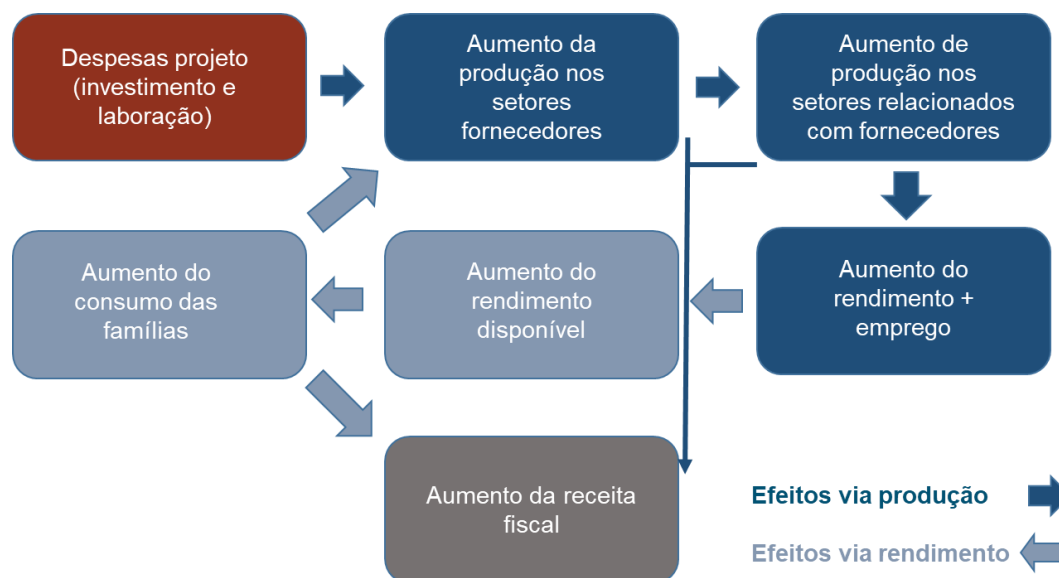 Despesas projeto
(investimento e
laboração)
Aumento da
produção nos
setores
fornecedores
Aumento de
produção nos
setores relacionados
com fornecedores
Aumento do
consumo das
famílias
Aumento do
rendimento
disponível
Aumento do
rendimento +
emprego
Aumento da receita
fiscal
Efeitos via produção
Efeitos via rendimento